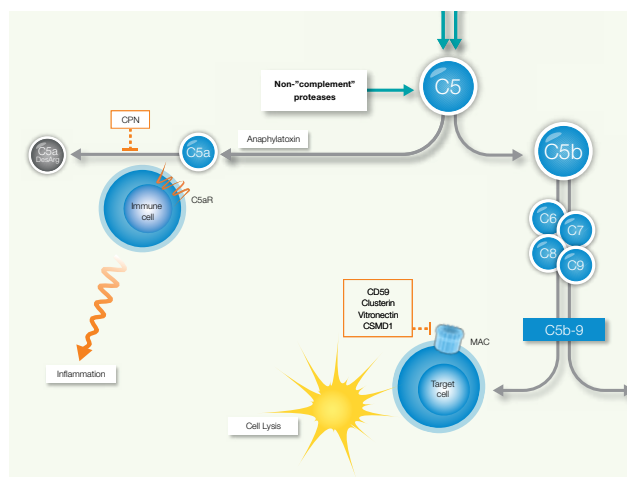 Non-"complement"
proteases
C5
CPN
Anaphylatoxin
C5a
DesArg
C5a
C5b
C5aR
Immune
cell
C6
C7
C8
C9
CD59
Clusterin
Vitronectin
CSMD1
C5b-9
MAC
Inflammation
Target
cell
Cell Lysis